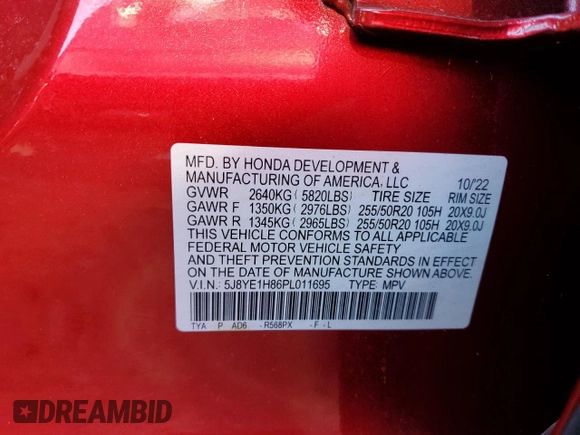 MFD. BY HONDA DEVELOPMENT &
MANUFACTURING OF AMERICA, LLC 10/'22
GVWR 2640KG ( 5820LBS) TIRE SIZE RIM SIZE
GAWR F 1350KG ( 2976LBS) 255/50R20 105H 20X9.0J
GAWR R 1345KG ( 2965LBS) 255/50R20 105H 20X9.0J
THIS VEHICLE CONFORMS TO ALL APPLICABLE
FEDERAL MOTOR VEHICLE SAFETY
AND THEFT PREVENTION STANDARDS IN EFFECT
ON THE DATE OF MANUFACTURE SHOWN ABOVE.
V.I.N.: 5J8YE1H86PL011695 TYPE: MPV
TYA P AD6 -R568PX -F -L
DREAMBID